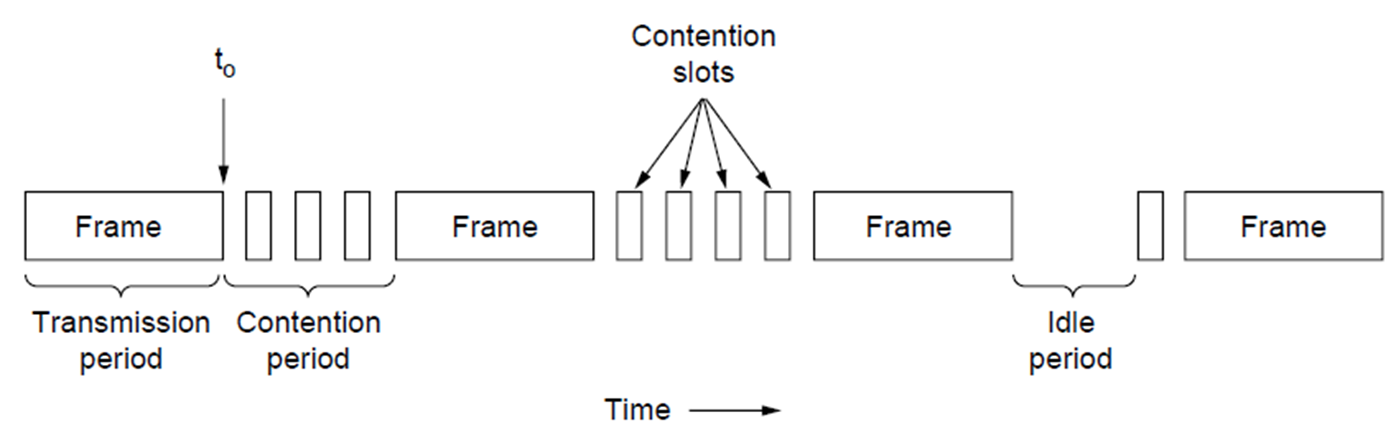 t₀
Contention
slots
Frame
Frame
Frame
Frame
Transmission
period
Contention
period
Idle
period
Time